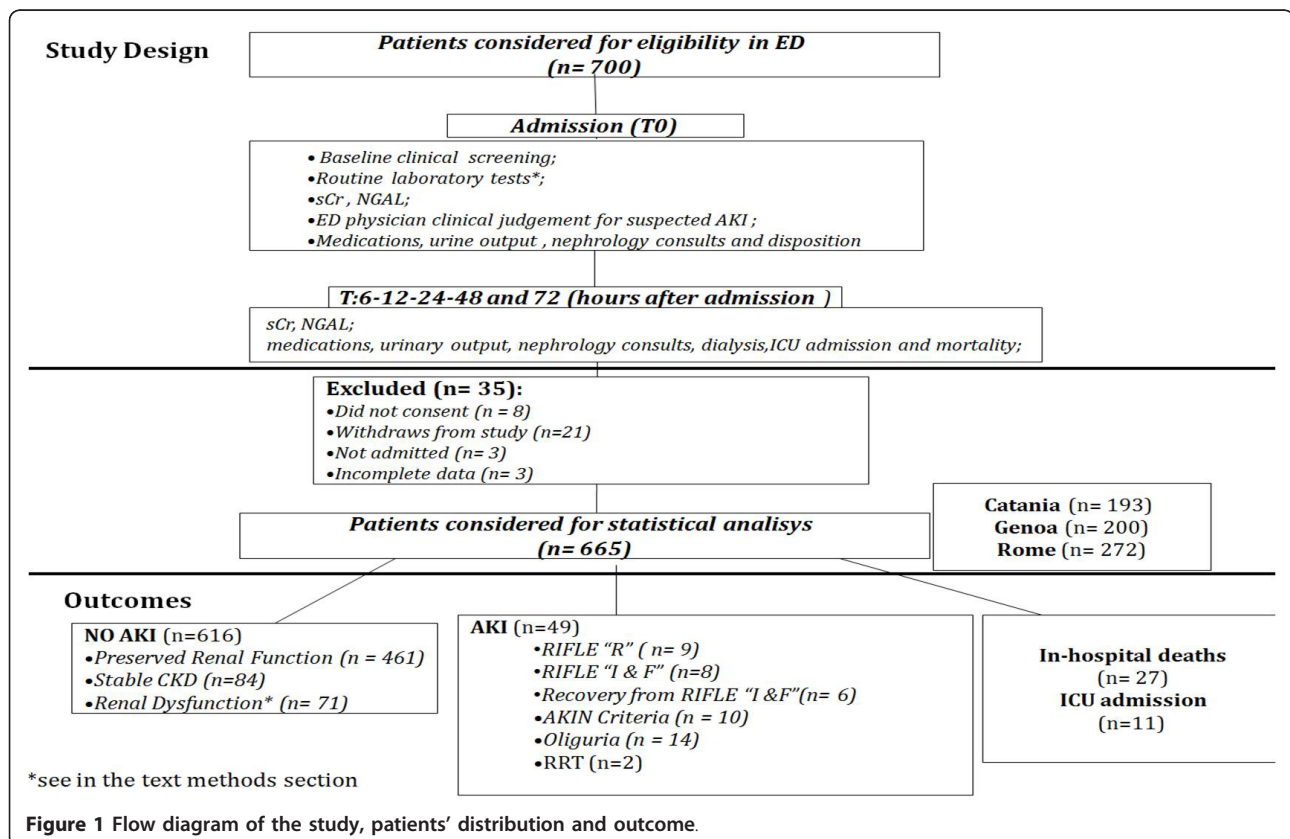 Study Design
Patients considered for eligibility in ED
(n= 700)
Admission (T0)
•Baseline clinical screening;
•Routine laboratory tests*;
•sCr , NGAL;
•ED physician clinical judgement for suspected AKI ;
•Medications, urine output , nephrology consults and disposition
T:6-12-24-48 and 72 (hours after admission )
sCr, NGAL;
medications, urinary output, nephrology consults, dialysis,ICU admission and mortality;
Excluded (n= 35):
•Did not consent (n = 8)
•Withdraws from study (n=21)
•Not admitted (n= 3)
•Incomplete data (n= 3)
Patients considered for statistical analisys
(n= 665)
Catania (n= 193)
Genoa (n= 200)
Rome (n= 272)
Outcomes
NO AKI (n=616)
•Preserved Renal Function (n = 461)
•Stable CKD (n=84)
•Renal Dysfunction* (n= 71)
AKI (n=49)
•RIFLE “R” ( n= 9)
•RIFLE “I & F” (n=8)
•Recovery from RIFLE “I &F”(n= 6)
•AKIN Criteria (n = 10)
•Oliguria (n = 14)
•RRT (n=2)
In-hospital deaths
(n= 27)
ICU admission
(n=11)
*see in the text methods section
Figure 1 Flow diagram of the study, patients’ distribution and outcome.